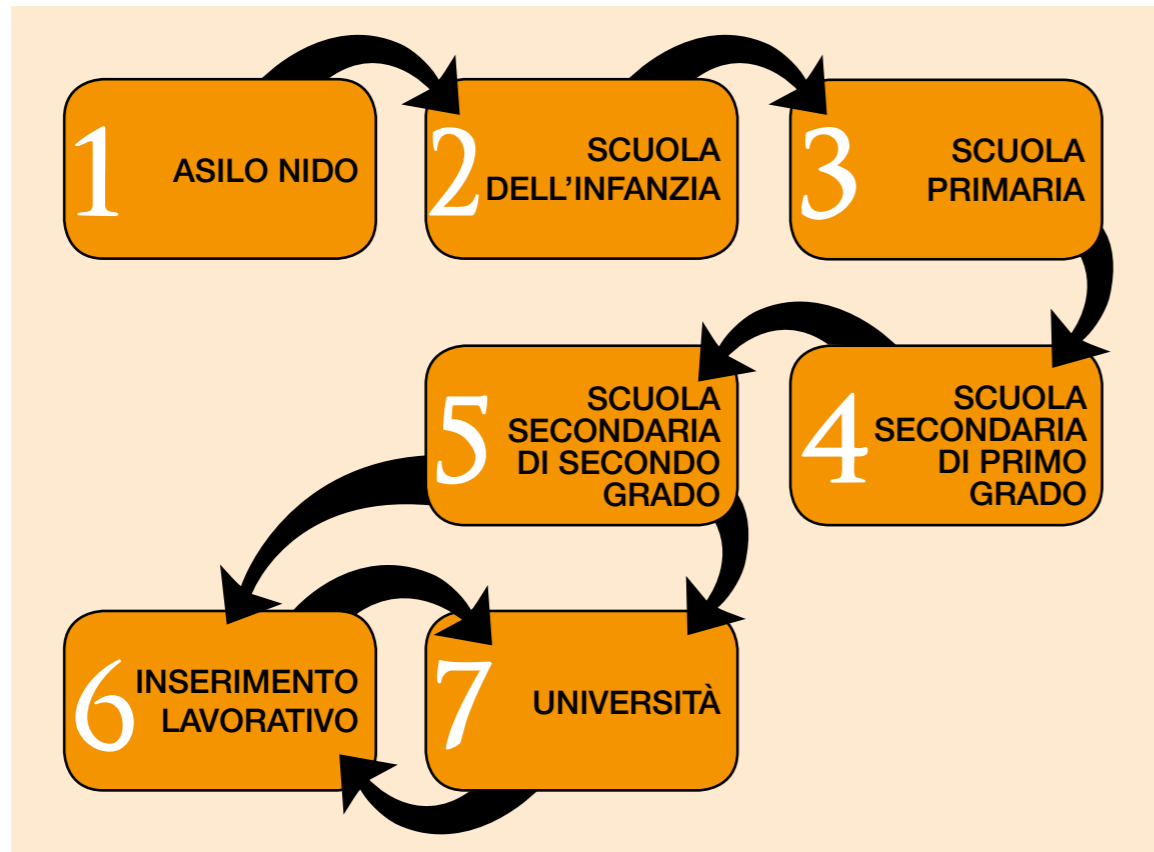 1
ASILO NIDO
2
SCUOLA
DELL’INFANZIA
3
SCUOLA
PRIMARIA
4
SCUOLA
SECONDARIA
DI PRIMO
GRADO
5
SCUOLA
SECONDARIA
DI SECONDO
GRADO
6
INSERIMENTO
LAVORATIVO
7
UNIVERSITÀ